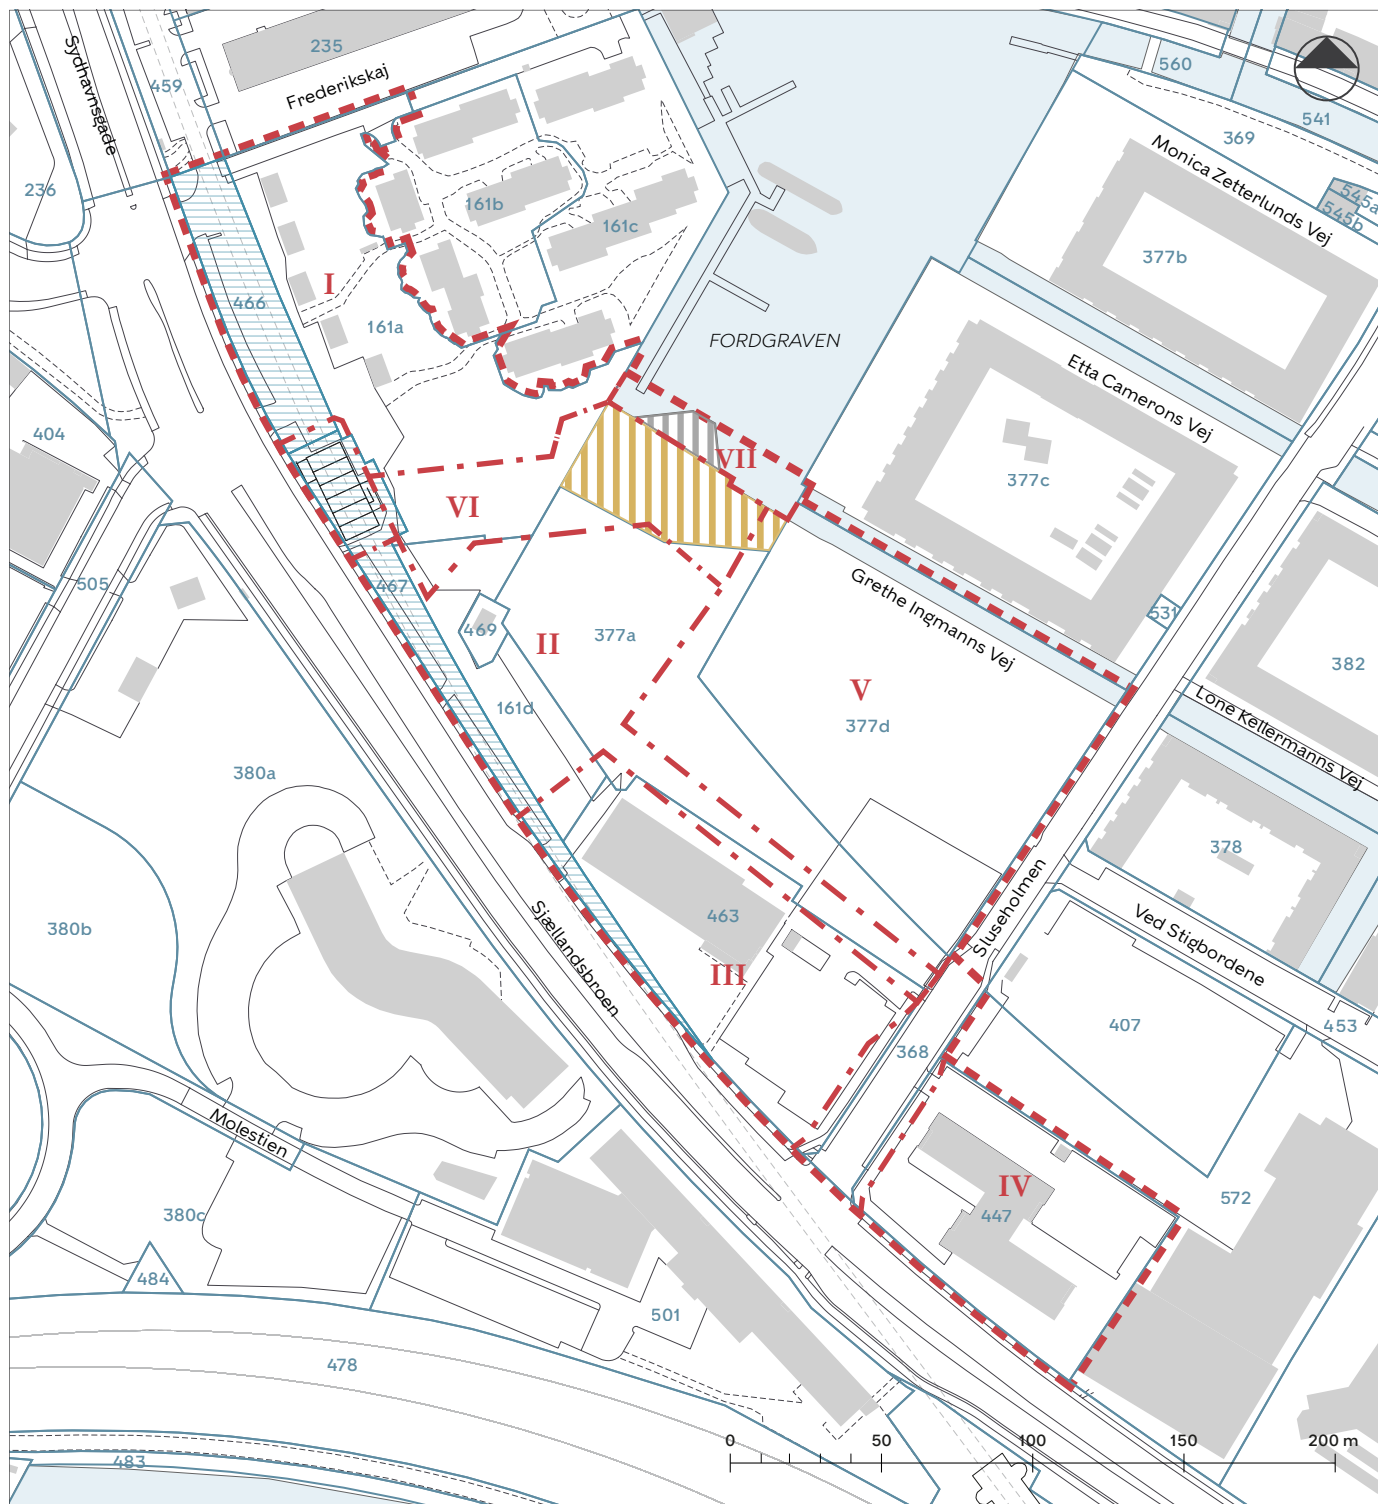 235
Frederikskaj
Sydhavnsgade
459
560
541
369
Monica Zetterlunds Vej
545a
545b
236
161b
161c
377b
I
466
161a
FORDGRAVEN
Etta Camerons Vej
404
VII
377c
VI
505
467
Grethe Ingmanns Vej
531
469
II
377a
382
V
161d
377d
Lone Kellermanns Vej
380a
378
463
Sluseholmen
Ved Stigbordene
380b
Sjællandsbroen
III
407
453
368
Molestien
IV
572
447
380c
484
501
478
0 50 100 150 200 m
483